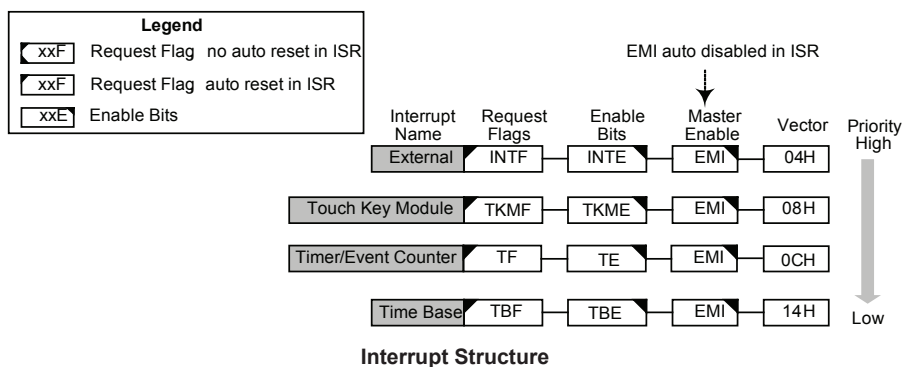 Legend
xxF Request Flag no auto reset in ISR
xxF Request Flag auto reset in ISR
xxE Enable Bits
EMI auto disabled in ISR
Interrupt Name Request Flags Enable Bits Master Enable Vector Priority
High
External INTF INTE EMI 04H
Touch Key Module TKMF TKME EMI 08H
Timer/Event Counter TF TE EMI 0CH
Time Base TBF TBE EMI 14H
Low
Interrupt Structure